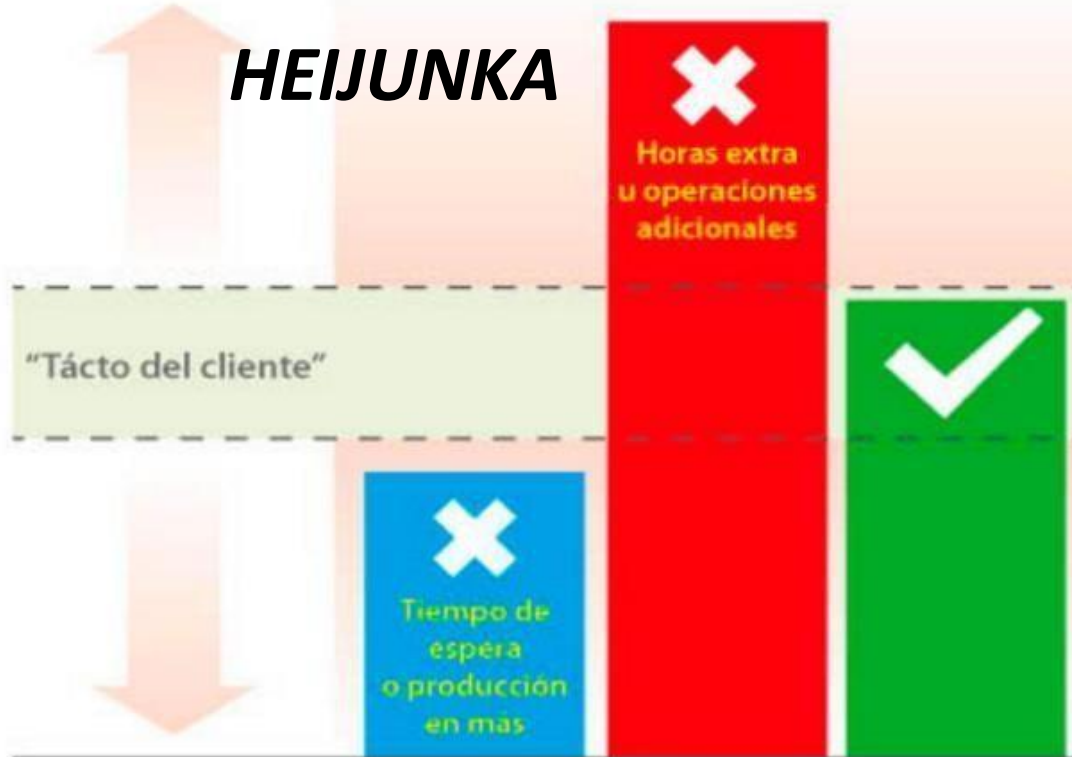 HEIJUNKA
Horas extra
u operaciones
adicionales
"Tácto del cliente"
Tiempo de
espera
o producción
en más